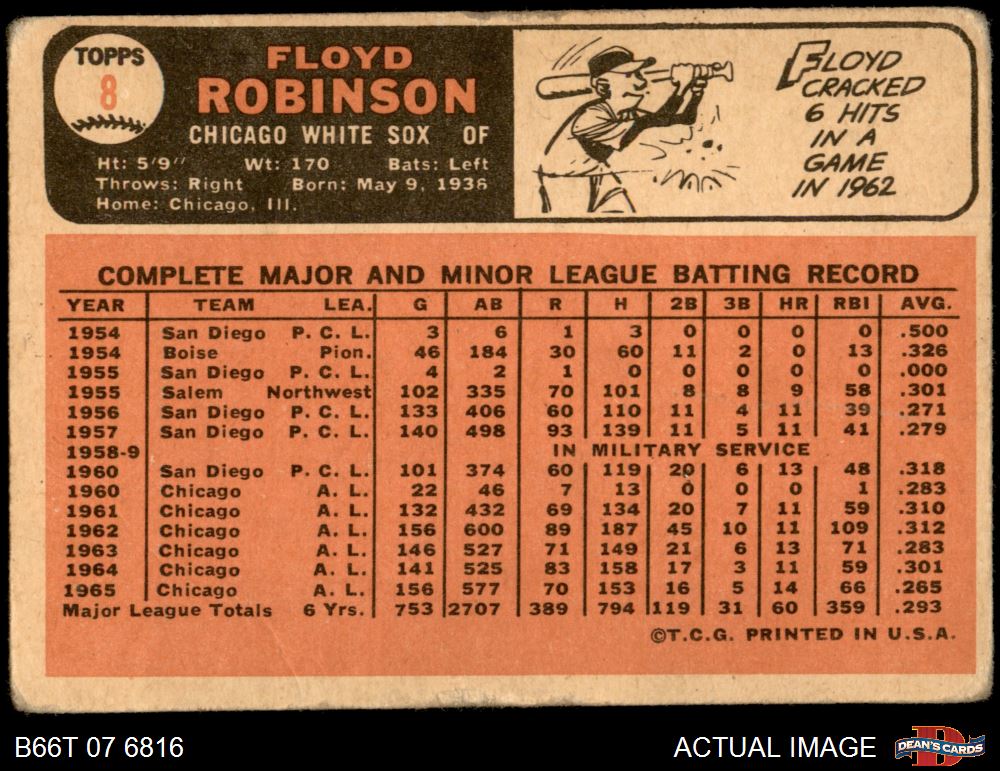 TOPPS
8
FLOYD
ROBINSON
CHICAGO WHITE SOX OF
Ht: 5'9" Wt: 170 Bats: Left
Throws: Right Born: May 9, 1936
Home: Chicago, Ill.
FLOYD
CRACKED
6 HITS
IN A
GAME
IN 1962
COMPLETE MAJOR AND MINOR LEAGUE BATTING RECORD
YEAR TEAM LEA. G AB R H 2B 3B HR RBI AVG.
1954 San Diego P. C. L. 3 6 1 3 0 0 0 0 .500
1954 Boise Pion. 46 184 30 60 11 2 0 13 .326
1955 San Diego P. C. L. 4 2 1 0 0 0 0 0 .000
1955 Salem Northwest 102 335 70 101 8 8 9 58 .301
1956 San Diego P. C. L. 133 406 60 110 11 4 11 39 .271
1957 San Diego P. C. L. 140 498 93 139 11 5 11 41 .279
1958-9 IN MILITARY SERVICE
1960 San Diego P. C. L. 101 374 60 119 20 6 13 48 .318
1960 Chicago A. L. 22 46 7 13 0 0 0 1 .283
1961 Chicago A. L. 132 432 69 134 20 7 11 59 .310
1962 Chicago A. L. 156 600 89 187 45 10 11 109 .312
1963 Chicago A. L. 146 527 71 149 21 6 13 71 .283
1964 Chicago A. L. 141 525 83 158 17 3 11 59 .301
1965 Chicago A. L. 156 577 70 153 16 5 14 66 .265
Major League Totals 6 Yrs. 753 2707 389 794 119 31 60 359 .293
©T.C.G. PRINTED IN U.S.A.
B66T 07 6816
ACTUAL IMAGE
D
DEAN'S CARDS